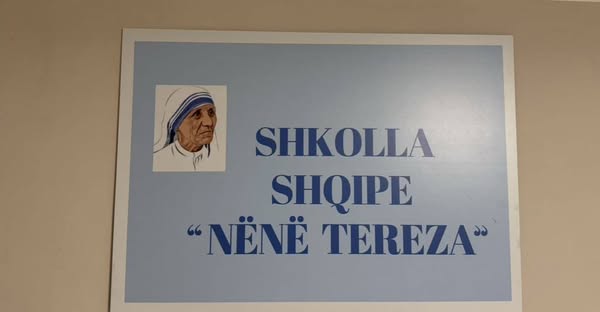 SHKOLLA
SHQIPE
“NËNË TEREZA”